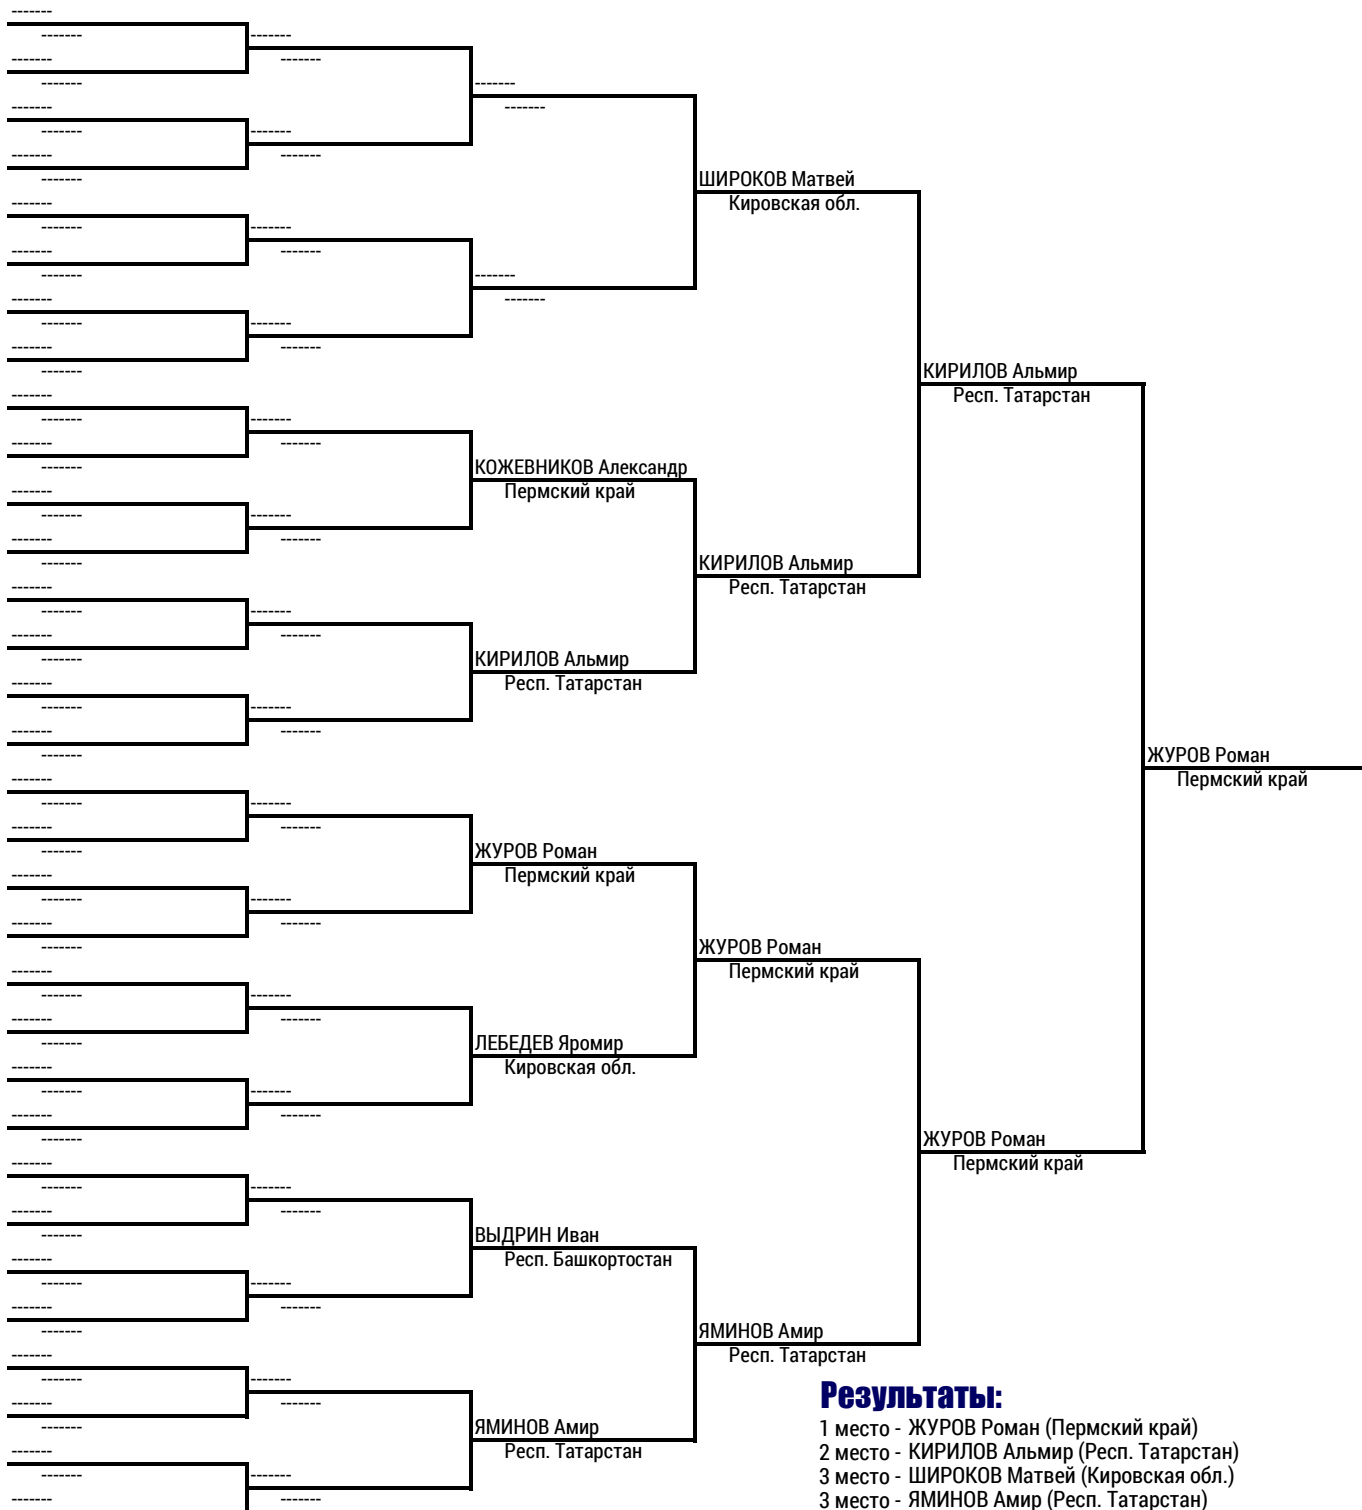 ШИРОКОВ Матвей
Кировская обл.
КИРИЛОВ Альмир
Респ. Татарстан
КОЖЕВНИКОВ Александр
Пермский край
КИРИЛОВ Альмир
Респ. Татарстан
КИРИЛОВ Альмир
Респ. Татарстан
ЖУРОВ Роман
Пермский край
ЖУРОВ Роман
Пермский край
ЖУРОВ Роман
Пермский край
ЛЕБЕДЕВ Яромир
Кировская обл.
ЖУРОВ Роман
Пермский край
ВЫДРИН Иван
Респ. Башкортостан
ЯМИНОВ Амир
Респ. Татарстан
ЯМИНОВ Амир
Респ. Татарстан
Результаты:
1 место - ЖУРОВ Роман (Пермский край)
2 место - КИРИЛОВ Альмир (Респ. Татарстан)
3 место - ШИРОКОВ Матвей (Кировская обл.)
3 место - ЯМИНОВ Амир (Респ. Татарстан)